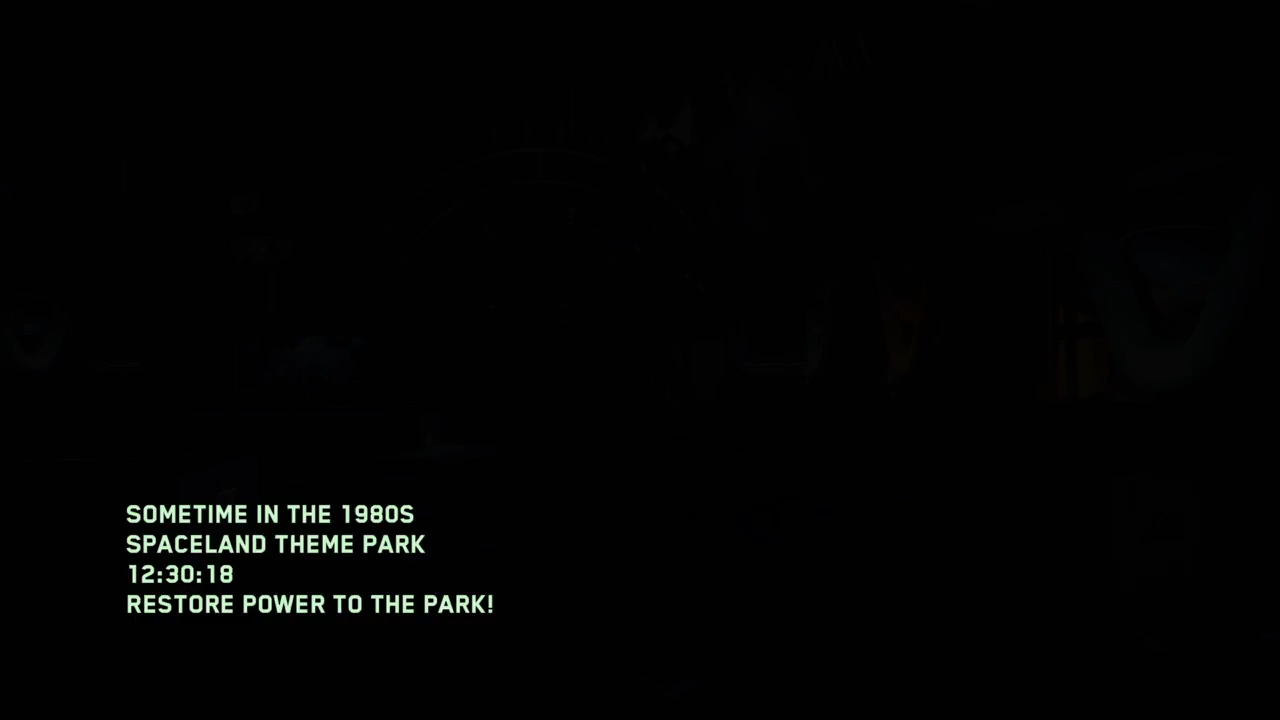 SOMETIME IN THE 1980S
SPACELAND THEME PARK
12:30:18
RESTORE POWER TO THE PARK!